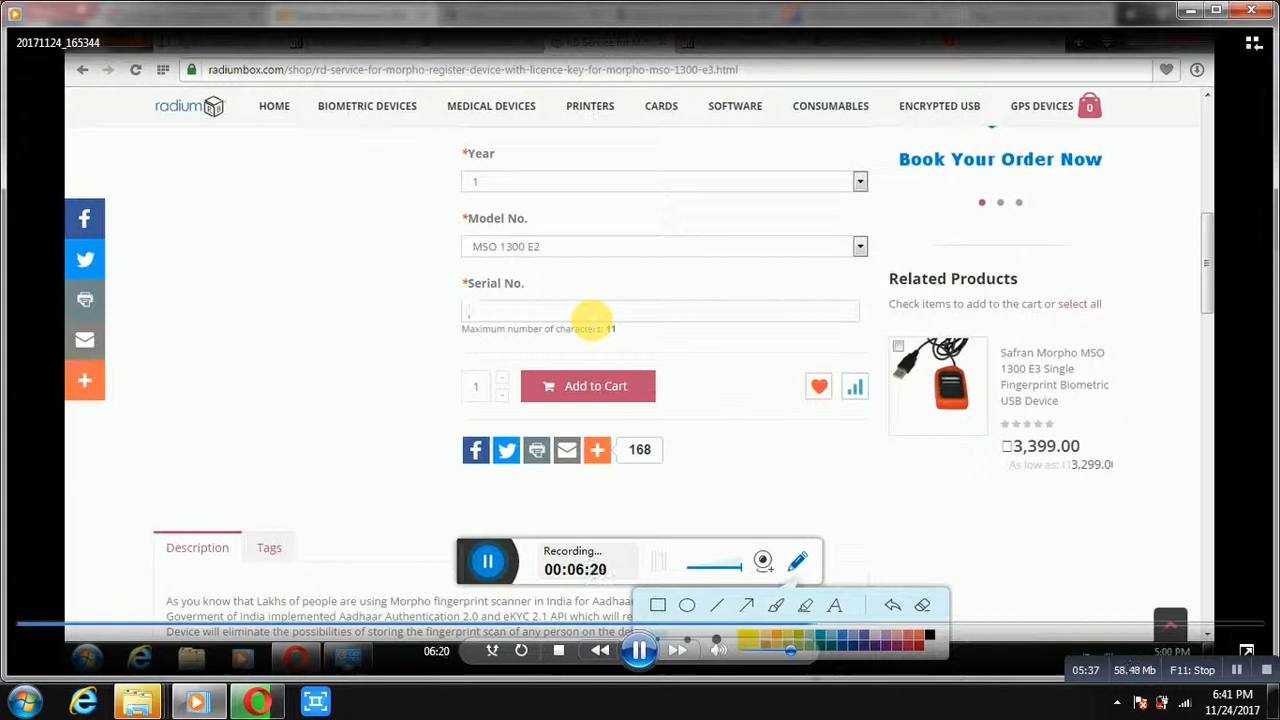 20171124_165344
radiumbox.com/shop/rd-service-for-morpho-register-device-with-licence-key-for-morpho-mso-1300-e3.html
radium
HOME BIOMETRIC DEVICES MEDICAL DEVICES PRINTERS CARDS SOFTWARE CONSUMABLES ENCRYPTED USB GPS DEVICES 0
*Year
1
Book Your Order Now
*Model No.
MSO 1300 E2
*Serial No.
Maximum number of characters: 11
Related Products
Check items to add to the cart or select all
Safran Morpho MSO
1300 E3 Single
Fingerprint Biometric
USB Device
3,399.00
As low as: 3,299.0
1 Add to Cart
168
Description Tags
Recording...
00:06:20
As you know that Lakhs of people are using Morpho fingerprint scanner in India for Aadhaa
Goverment of India implemented Aadhaar Authentication 2.0 and eKYC 2.1 API which will re
Device will eliminate the possibilities of storing the fingerprint scan of any person on the de
A
06:20
5:00 PM
05:37 58.48 Mb F11: Stop
6:41 PM
11/24/2017